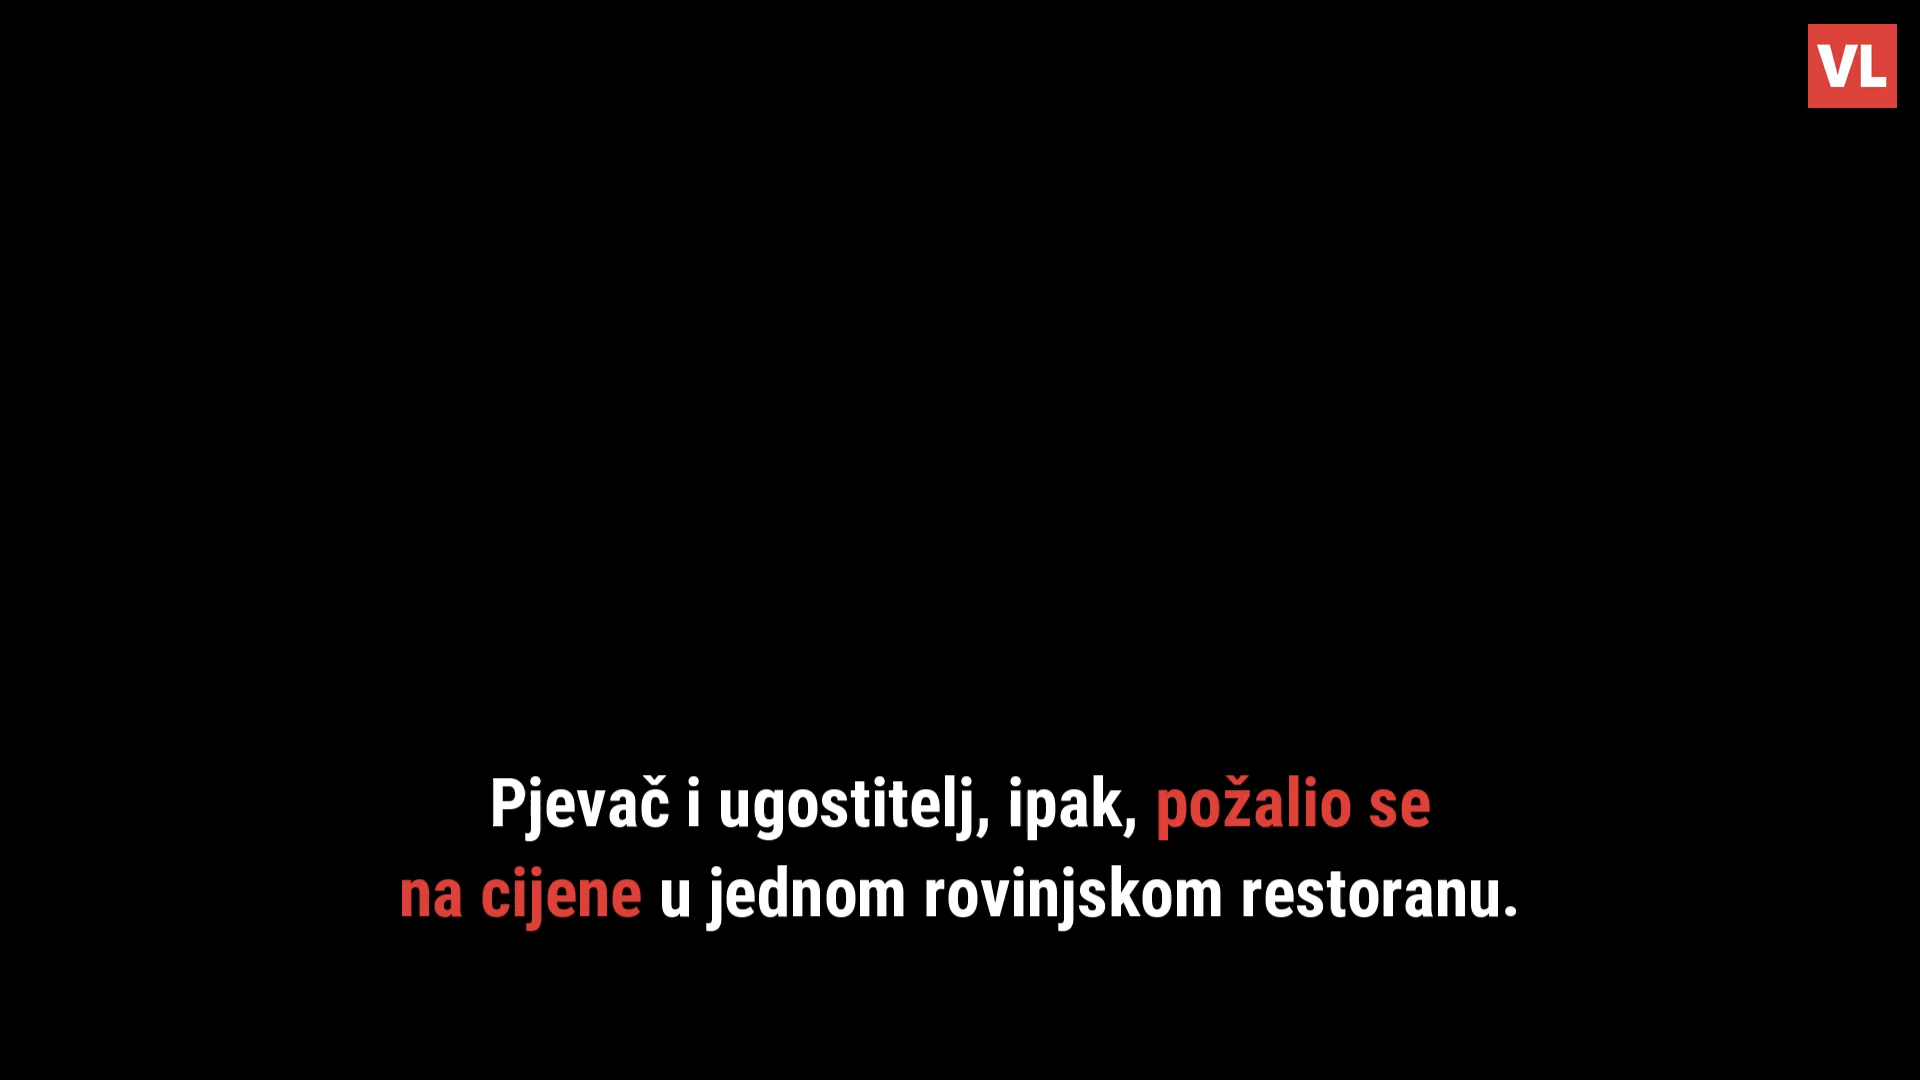 VL
Pjevač i ugostitelj, ipak, požalio se
na cijene u jednom rovinjskom restoranu.